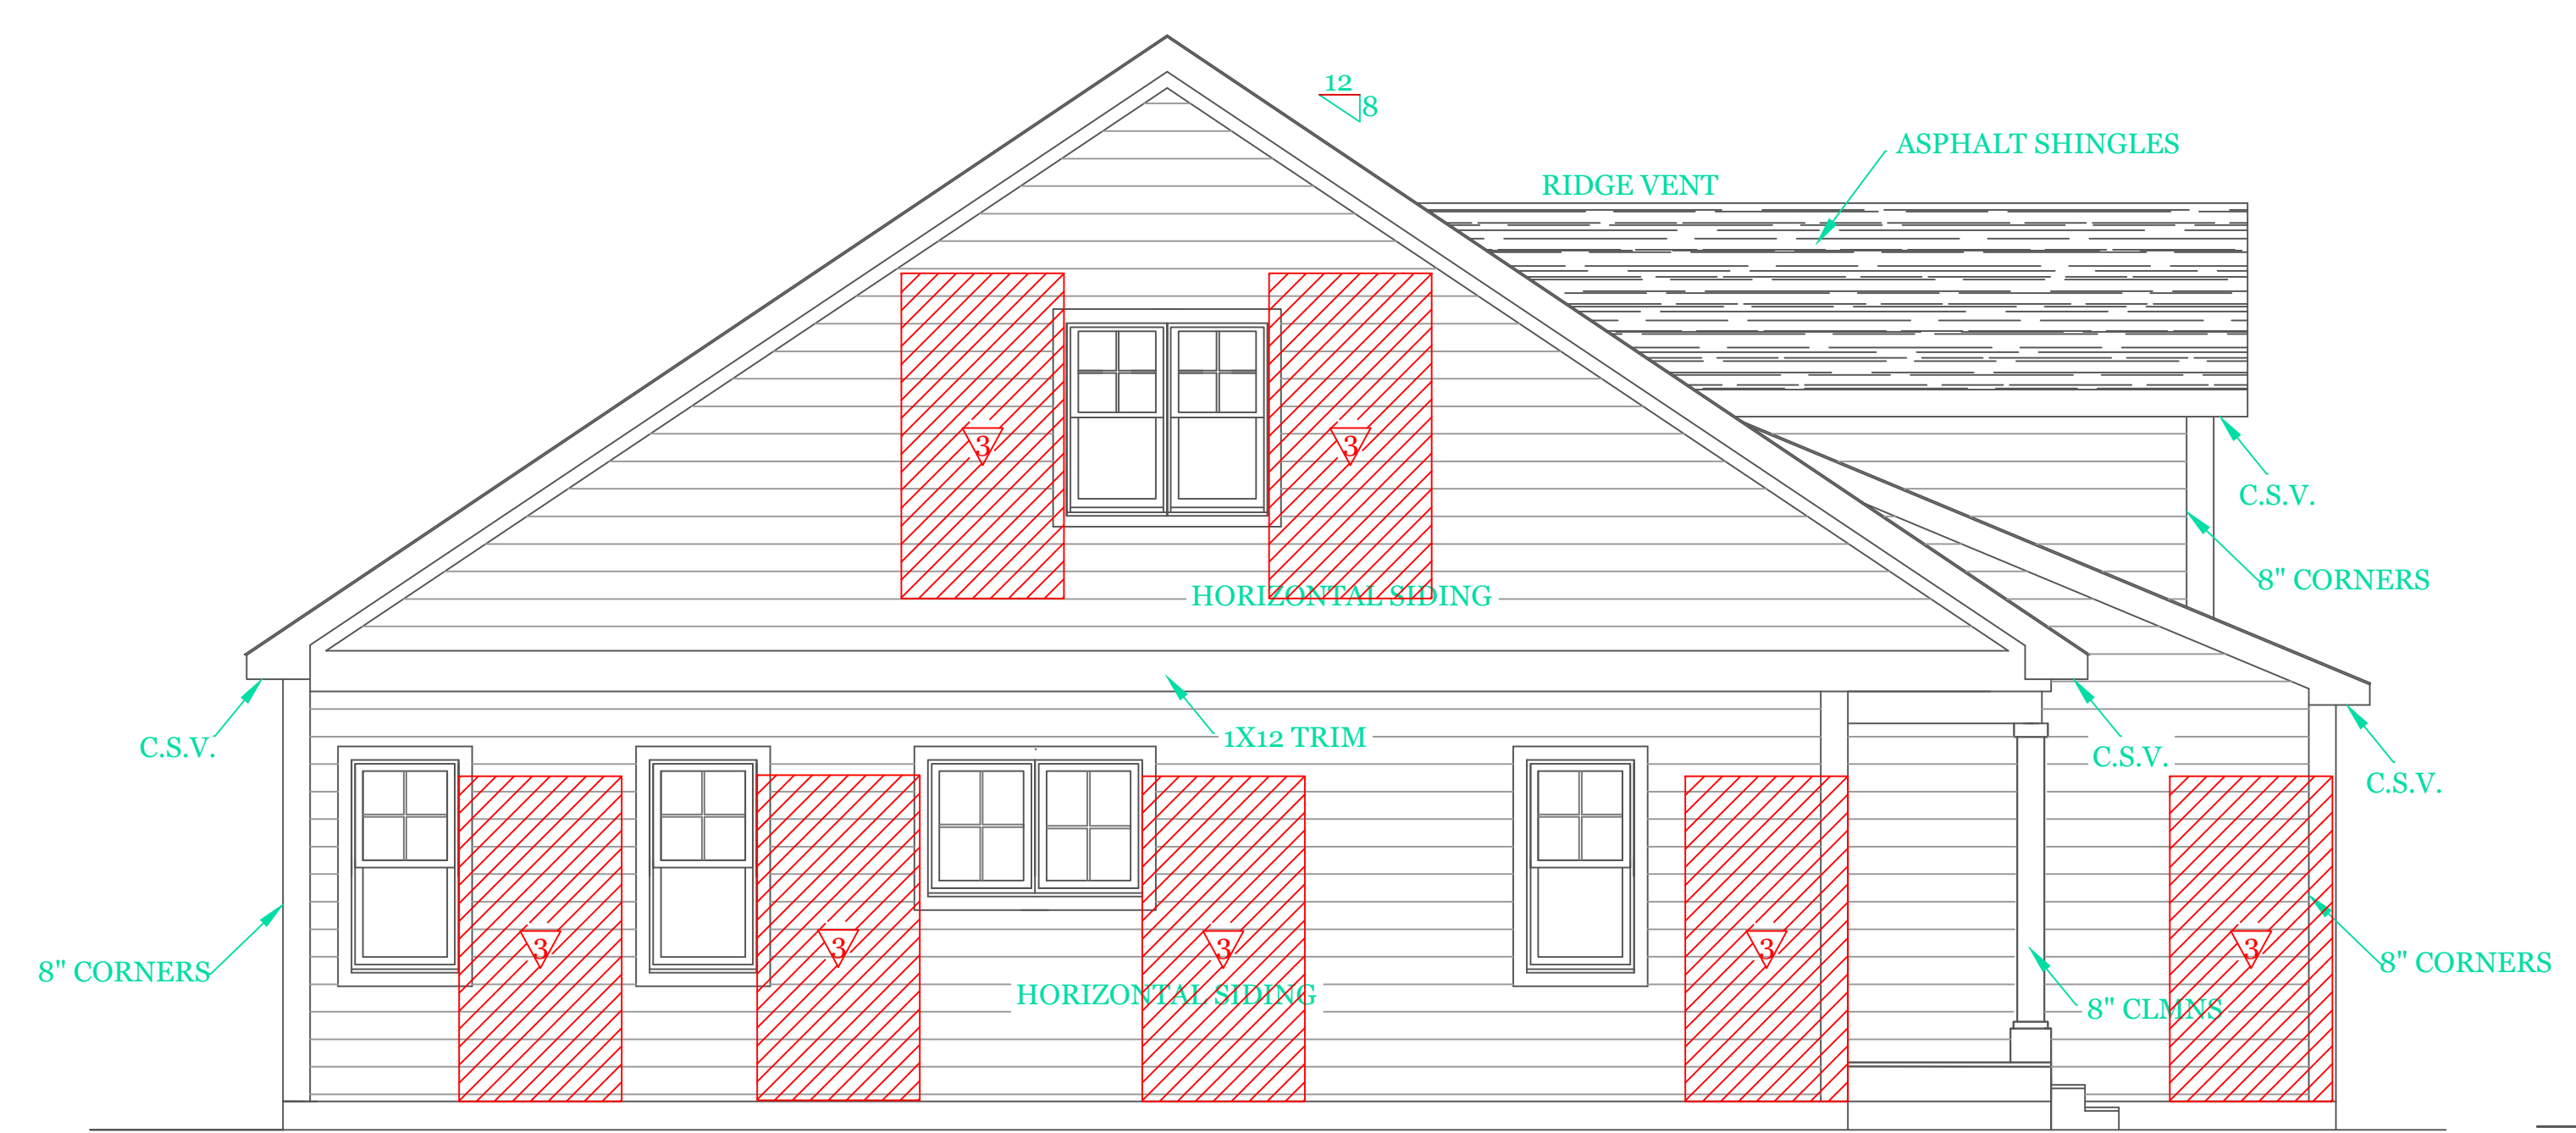 12
8
ASPHALT SHINGLES
RIDGE VENT
3
3
C.S.V.
8" CORNERS
HORIZONTAL SIDING
C.S.V.
1X12 TRIM
C.S.V.
C.S.V.
3
3
3
3
3
8" CORNERS
8" CORNERS
HORIZONTAL SIDING
8" CLMNS